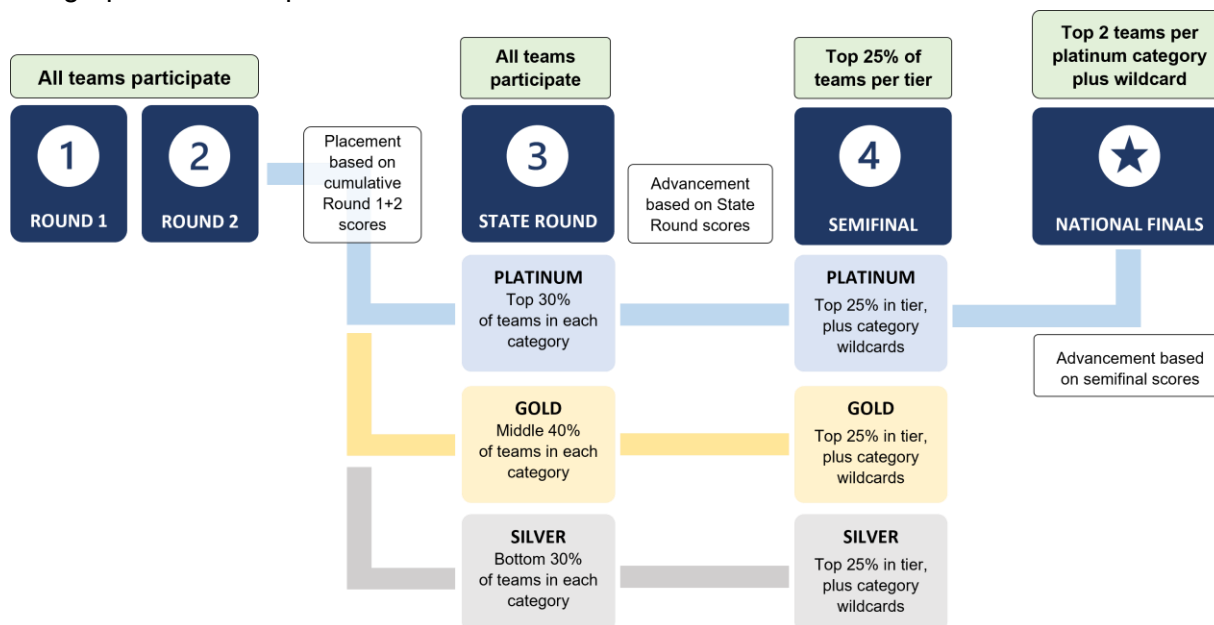 All teams participate
1
ROUND 1
2
ROUND 2
Placement
based on
cumulative
Round 1+2
scores
All teams
participate
3
STATE ROUND
PLATINUM
Top 30%
of teams in each
category
GOLD
Middle 40%
of teams in each
category
SILVER
Bottom 30%
of teams in each
category
Advancement
based on State
Round scores
Top 25% of
teams per tier
4
SEMIFINAL
PLATINUM
Top 25% in tier,
plus category
wildcards
GOLD
Top 25% in tier,
plus category
wildcards
SILVER
Top 25% in tier,
plus category
wildcards
Top 2 teams per
platinum category
plus wildcard
NATIONAL FINALS
Advancement based
on semifinal scores